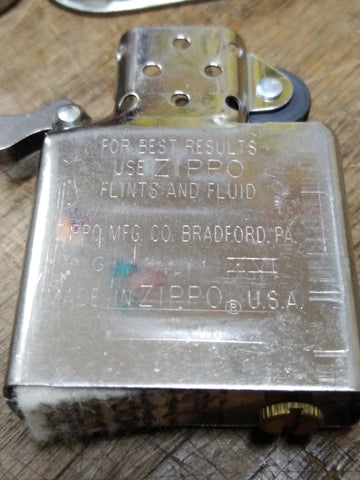 FOR BEST RESULTS
USE ZIPPO
FLINTS AND FLUID
ZIPPO MFG. CO. BRADFORD, PA.
G
MADE IN ZIPPO ® U.S.A.